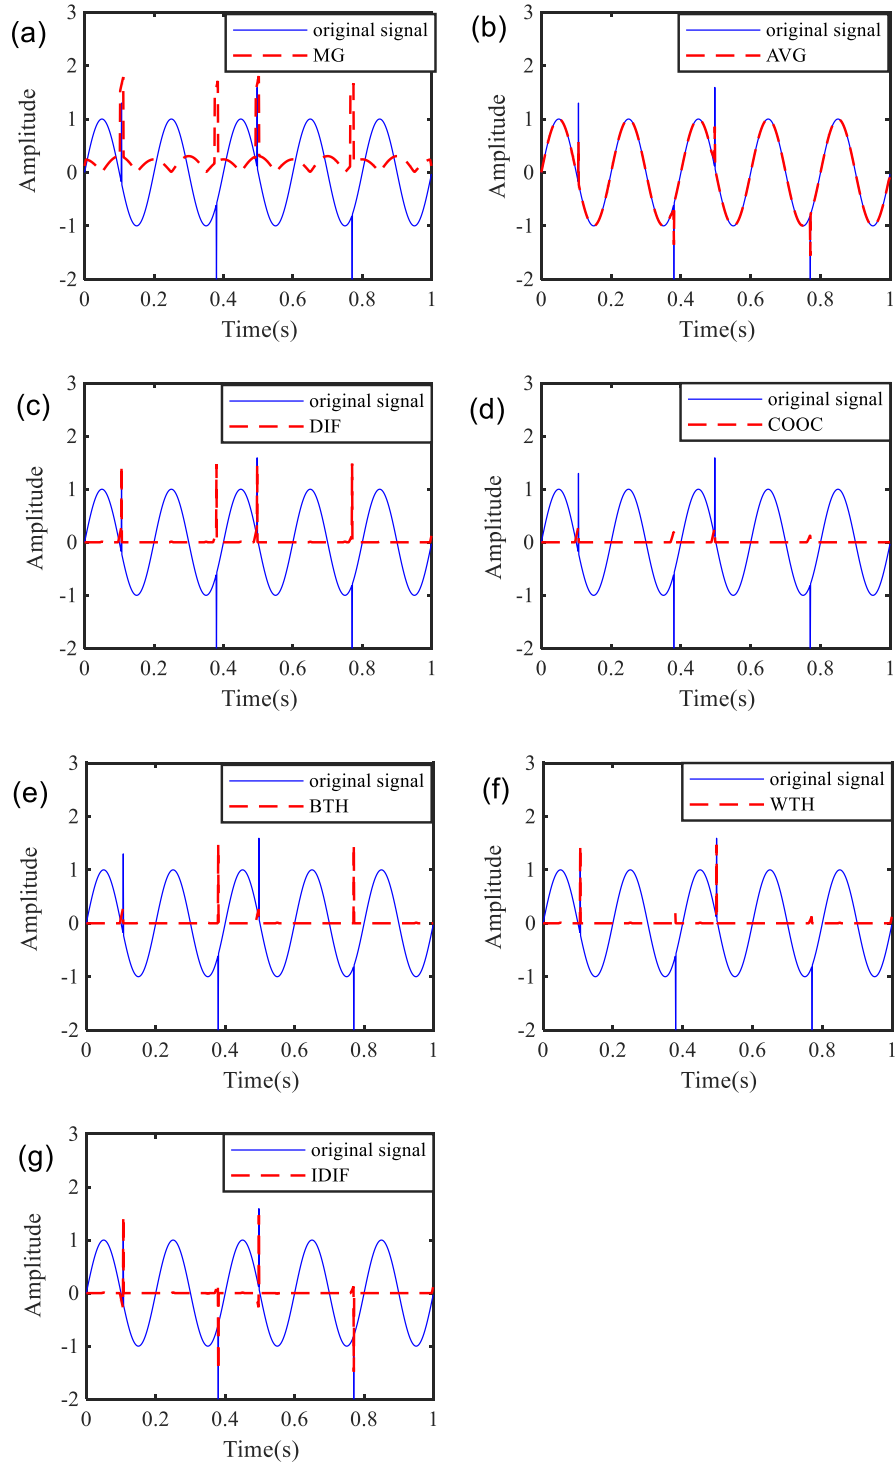 (a)
original signal
MG
3
2
1
0
-1
-2
Amplitude
0 0.2 0.4 0.6 0.8 1
Time(s)
(b)
original signal
AVG
3
2
1
0
-1
-2
Amplitude
0 0.2 0.4 0.6 0.8 1
Time(s)
(c)
original signal
DIF
3
2
1
0
-1
-2
Amplitude
0 0.2 0.4 0.6 0.8 1
Time(s)
(d)
original signal
COOC
3
2
1
0
-1
-2
Amplitude
0 0.2 0.4 0.6 0.8 1
Time(s)
(e)
original signal
BTH
3
2
1
0
-1
-2
Amplitude
0 0.2 0.4 0.6 0.8 1
Time(s)
(f)
original signal
WTH
3
2
1
0
-1
-2
Amplitude
0 0.2 0.4 0.6 0.8 1
Time(s)
(g)
original signal
IDIF
3
2
1
0
-1
-2
Amplitude
0 0.2 0.4 0.6 0.8 1
Time(s)